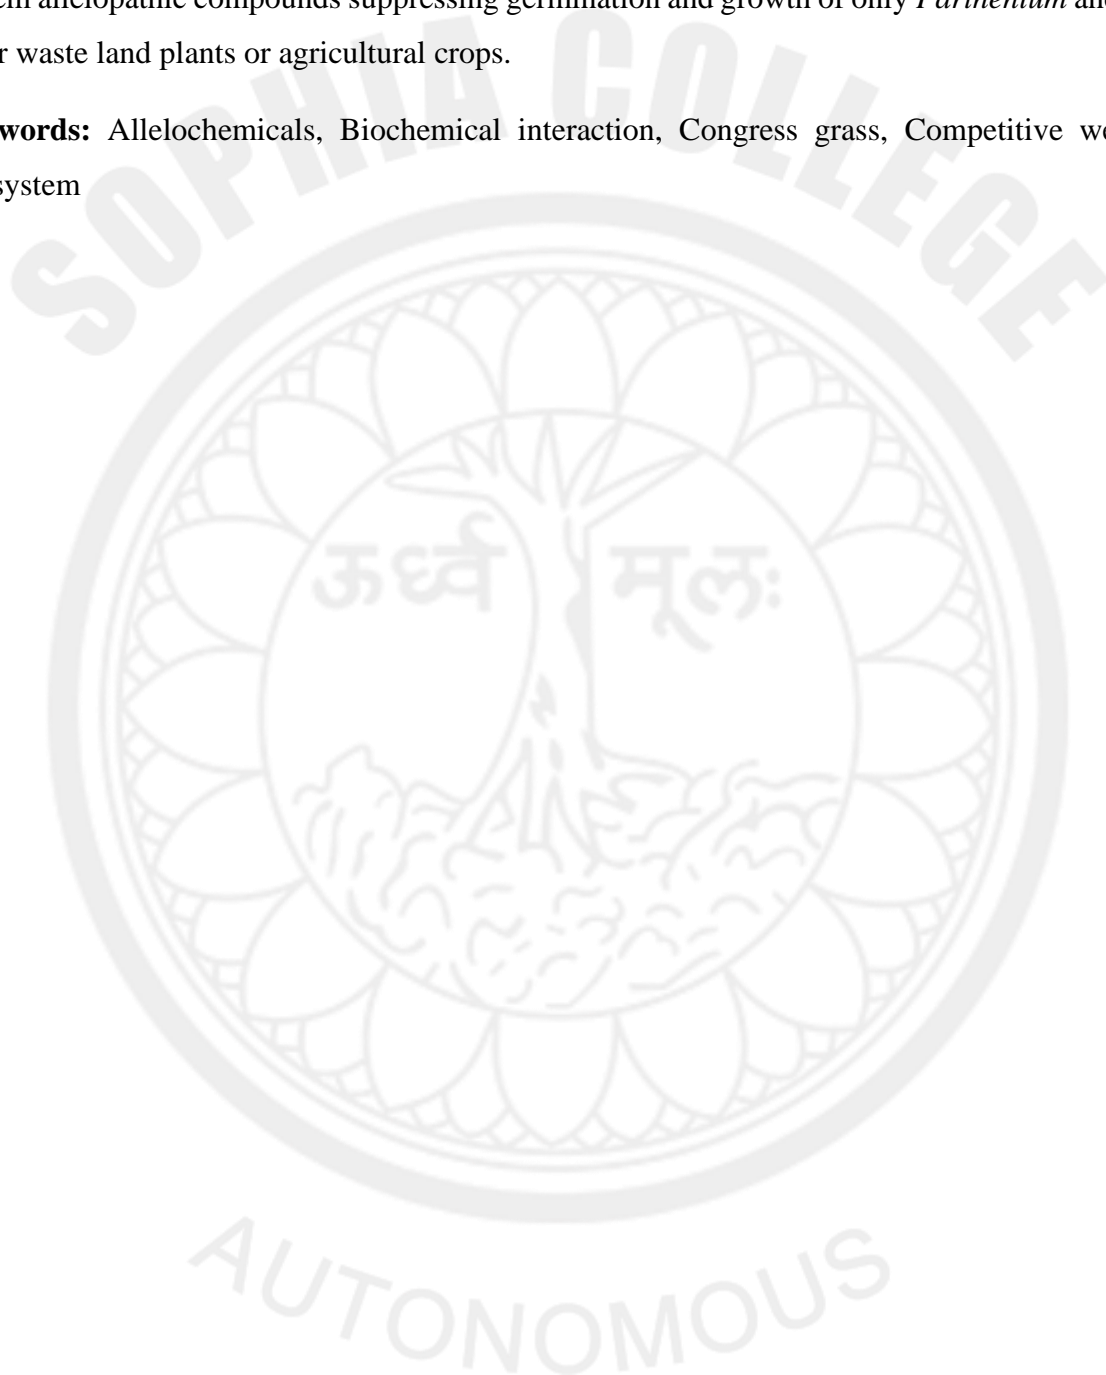 allelopathic compounds suppressing germination and growth of only Parthenium
r waste land plants or agricultural crops.
words: Allelochemicals, Biochemical interaction, Congress grass, Competitive we
system
SOPHIA COLLEGE
ऊर्ध्व मूलः
AUTONOMOUS